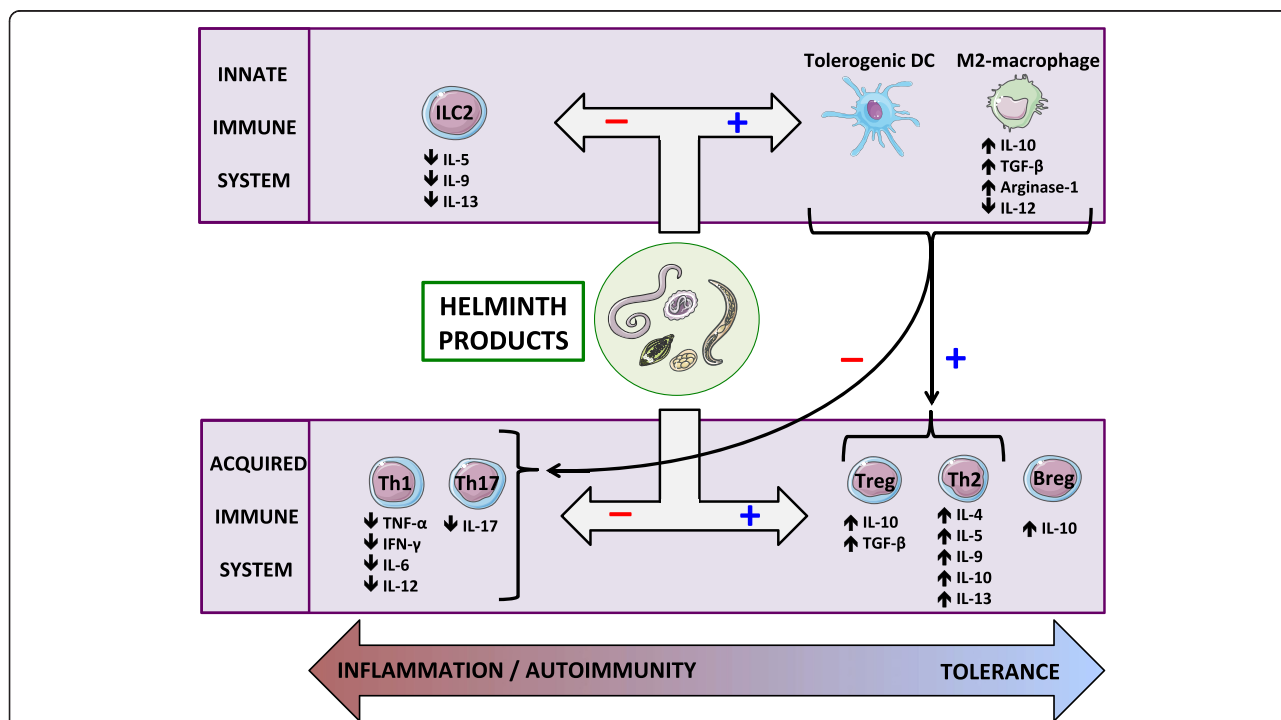 INNATE
IMMUNE
SYSTEM
ILC2
↓ IL-5
↓ IL-9
↓ IL-13
−
+
Tolerogenic DC
M2-macrophage
↑ IL-10
↑ TGF-β
↑ Arginase-1
↓ IL-12
HELMINTH
PRODUCTS
−
+
ACQUIRED
IMMUNE
SYSTEM
Th1
↓ TNF-α
↓ IFN-γ
↓ IL-6
↓ IL-12
Th17
↓ IL-17
−
+
Treg
↑ IL-10
↑ TGF-β
Th2
↑ IL-4
↑ IL-5
↑ IL-9
↑ IL-10
↑ IL-13
Breg
↑ IL-10
INFLAMMATION / AUTOIMMUNITY
TOLERANCE